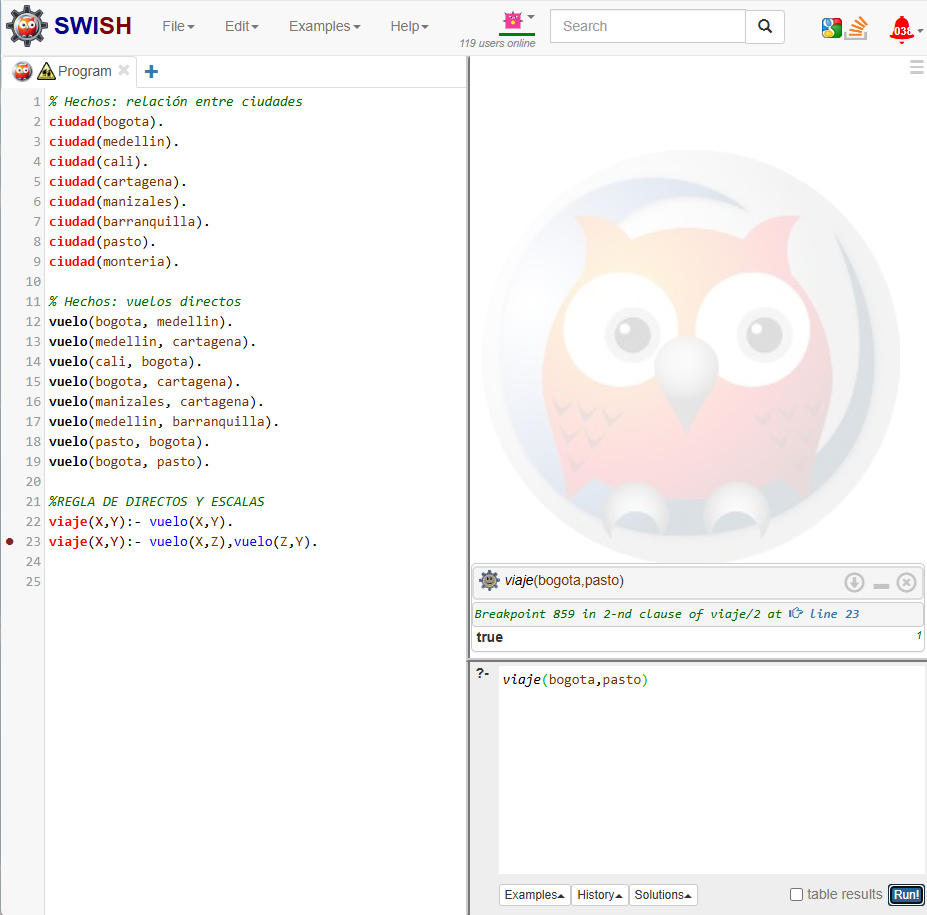 SWISH File Edit Examples Help 119 users online Search
Program
1 % Hechos: relación entre ciudades
2 ciudad(bogota).
3 ciudad(medellin).
4 ciudad(cali).
5 ciudad(cartagena).
6 ciudad(manizales).
7 ciudad(barranquilla).
8 ciudad(pasto).
9 ciudad(monteria).
10
11 % Hechos: vuelos directos
12 vuelo(bogota, medellin).
13 vuelo(medellin, cartagena).
14 vuelo(cali, bogota).
15 vuelo(bogota, cartagena).
16 vuelo(manizales, cartagena).
17 vuelo(medellin, barranquilla).
18 vuelo(pasto, bogota).
19 vuelo(bogota, pasto).
20
21 %REGLA DE DIRECTOS Y ESCALAS
22 viaje(X,Y):- vuelo(X,Y).
23 viaje(X,Y):- vuelo(X,Z),vuelo(Z,Y).
24
25
viaje(bogota,pasto)
Breakpoint 859 in 2-nd clause of viaje/2 at line 23
true 1
?- viaje(bogota,pasto)
Examples History Solutions table results Run!